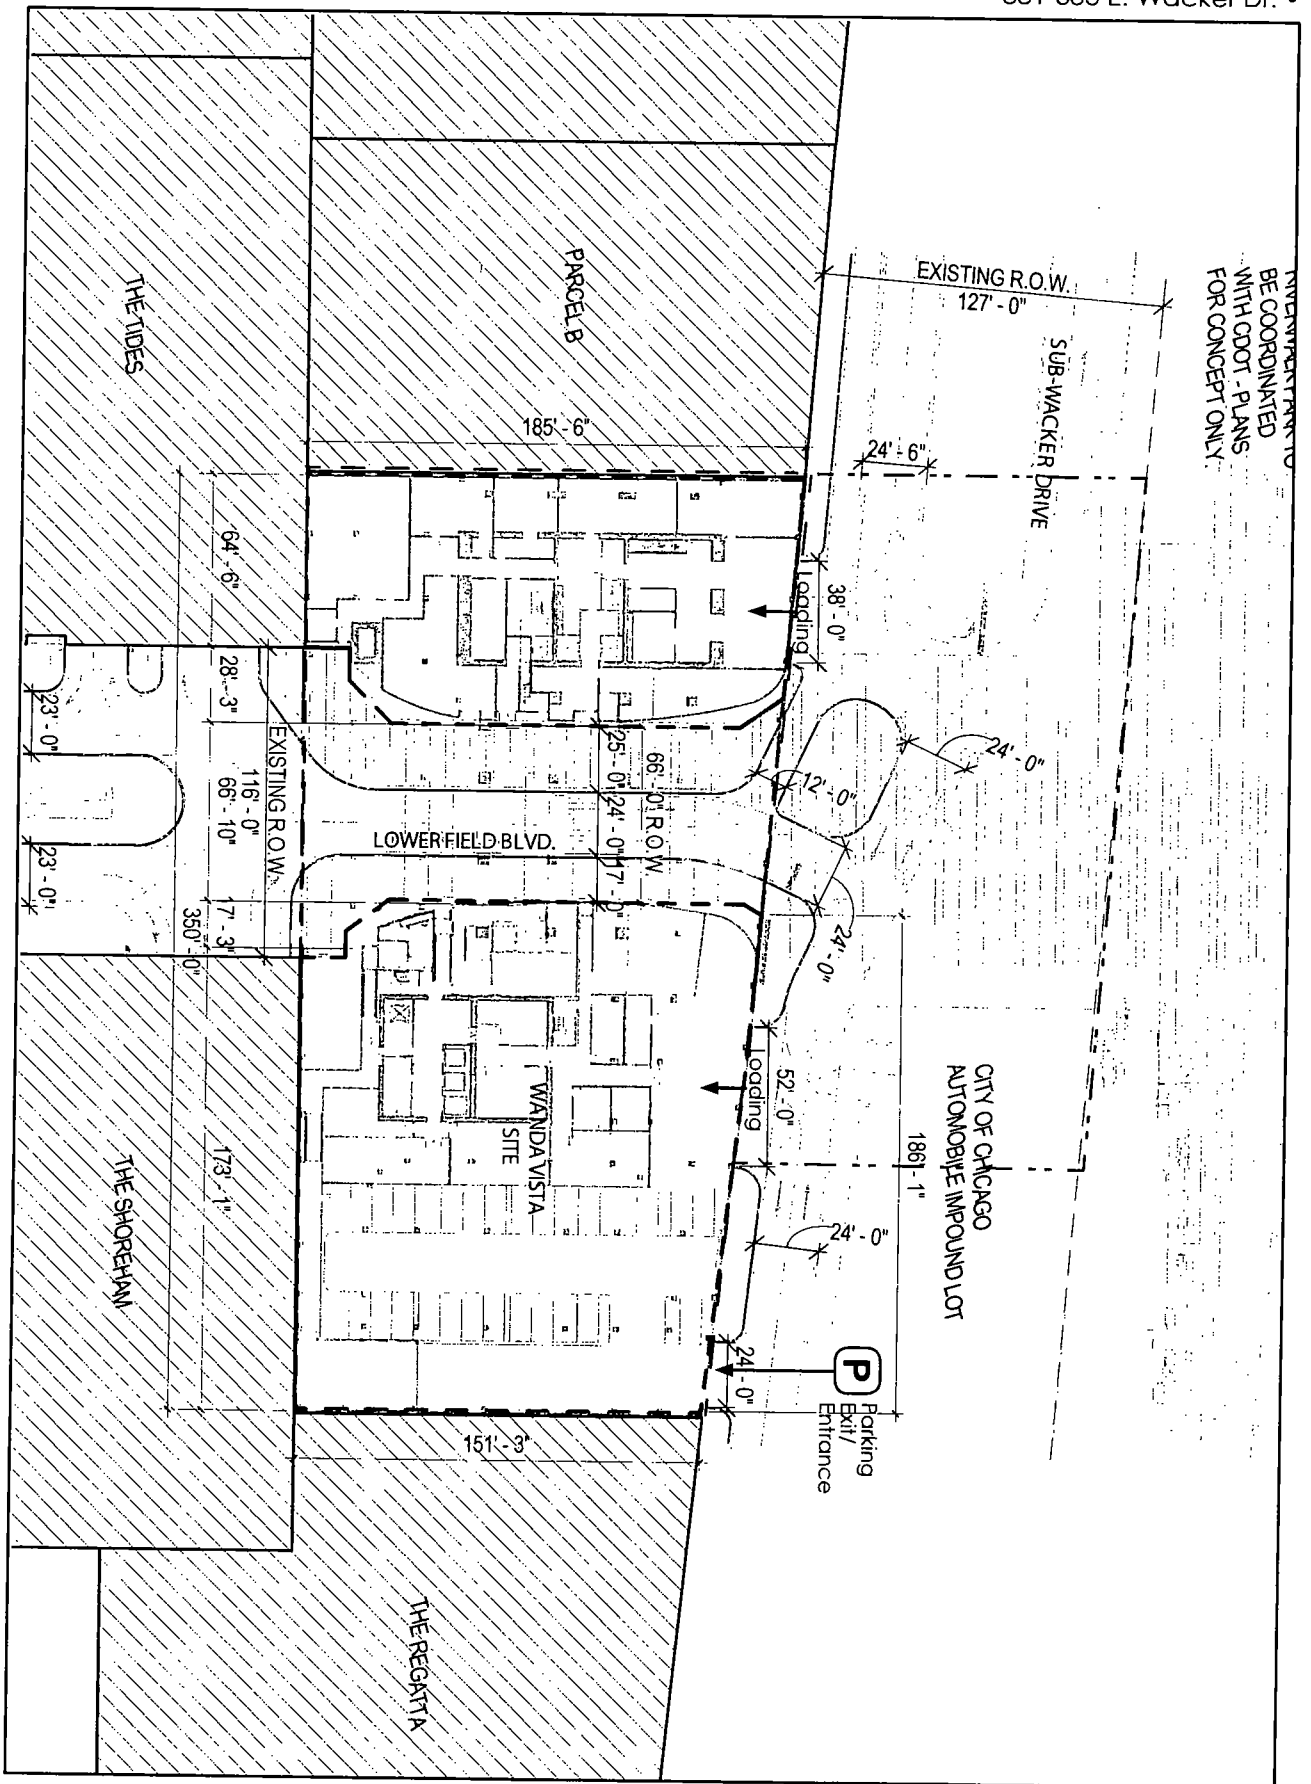 BE COORDINATED
WITH CDOT - PLANS
FOR CONCEPT ONLY.
EXISTING R.O.W.
127' - 0"
SUB-WACKER DRIVE
24' - 6"
PARCEL B
THE TIDES
185' - 6"
64' - 6"
38' - 0"
Loading
28' - 3"
23' - 0"
EXISTING R.O.W.
116' - 0"
66' - 10"
25' - 0"
24' - 0"
17' - 0"
66' - 0" R.O.W
12' - 0"
24' - 0"
LOWER FIELD BLVD.
23' - 0"
17' - 3"
350' - 0"
24' - 0"
CITY OF CHICAGO
AUTOMOBILE IMPOUND LOT
52' - 0"
Loading
186' - 1"
WANDA VISTA
SITE
173' - 1"
THE SHOREHAM
24' - 0"
24' - 0"
P
Parking
Exit/
Entrance
151' - 3"
THE REGATTA